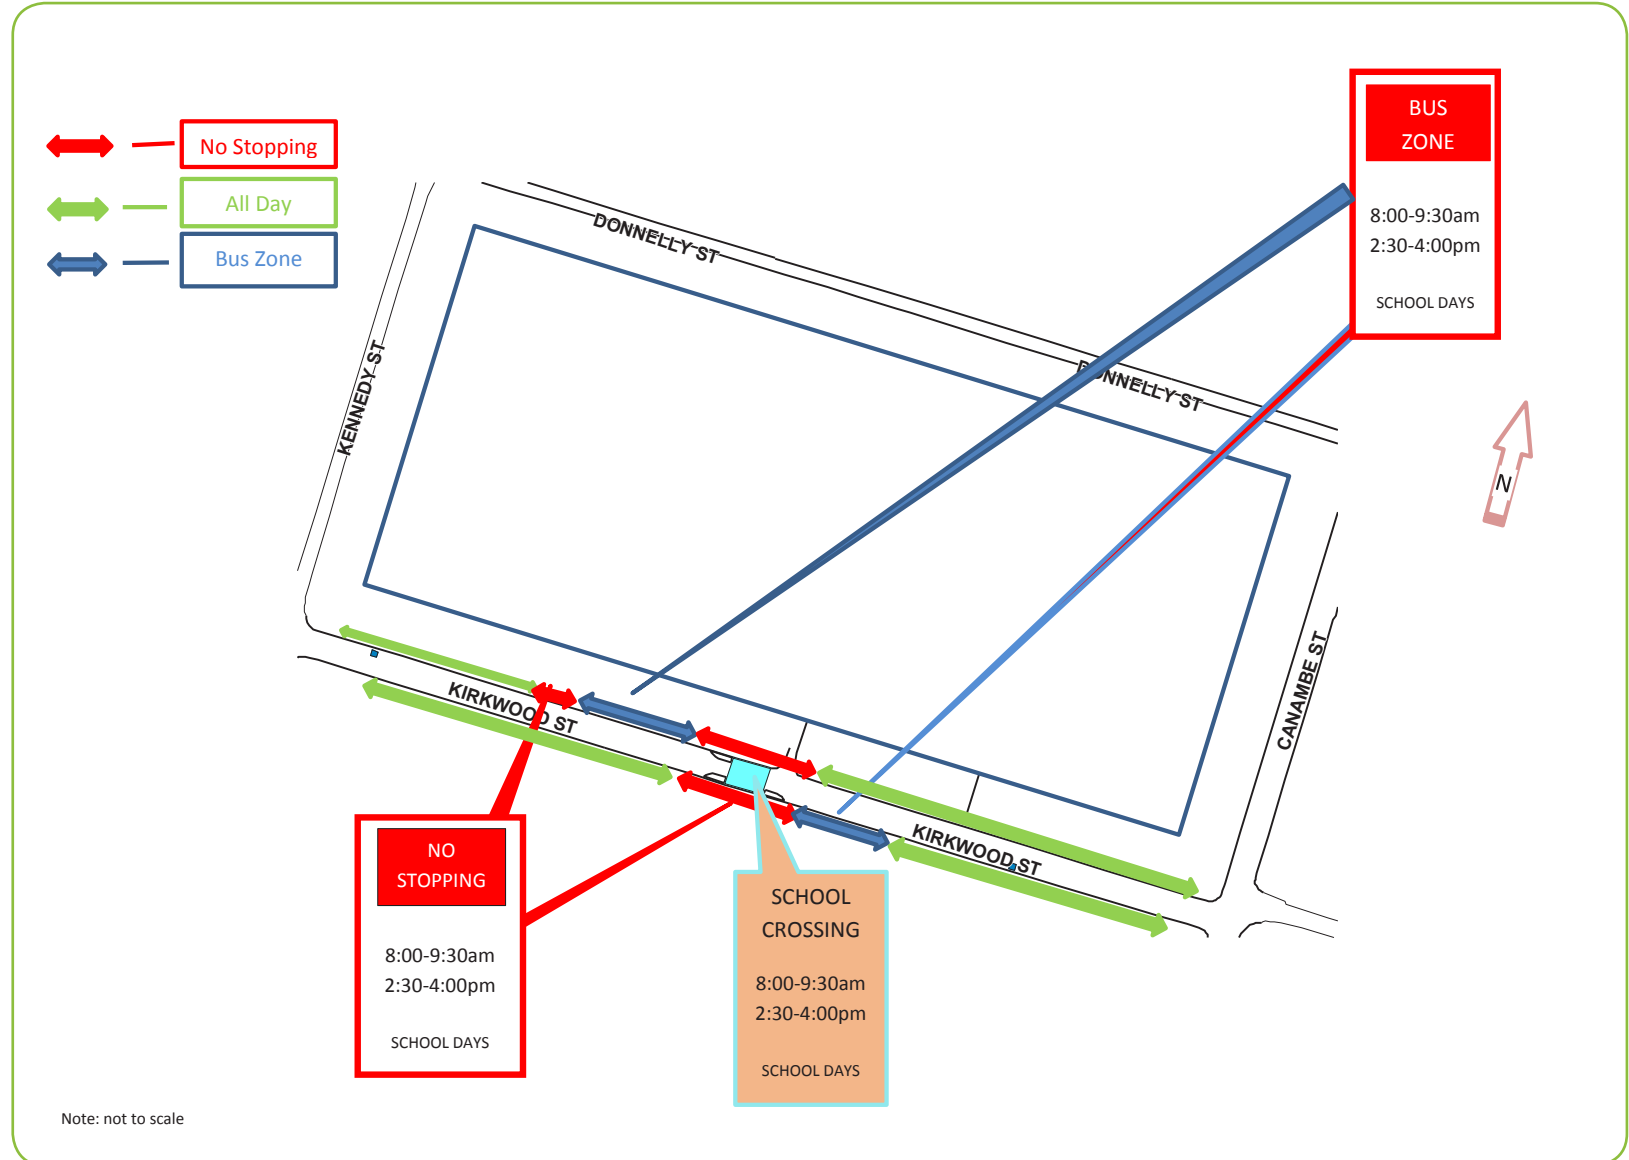 No Stopping
All Day
Bus Zone
BUS
ZONE
8:00-9:30am
2:30-4:00pm
SCHOOL DAYS
DONNELLY ST
DONNELLY ST
KENNEDY ST
N
CANAMBE ST
KIRKWOOD ST
KIRKWOOD ST
NO
STOPPING
8:00-9:30am
2:30-4:00pm
SCHOOL DAYS
SCHOOL
CROSSING
8:00-9:30am
2:30-4:00pm
SCHOOL DAYS
Note: not to scale